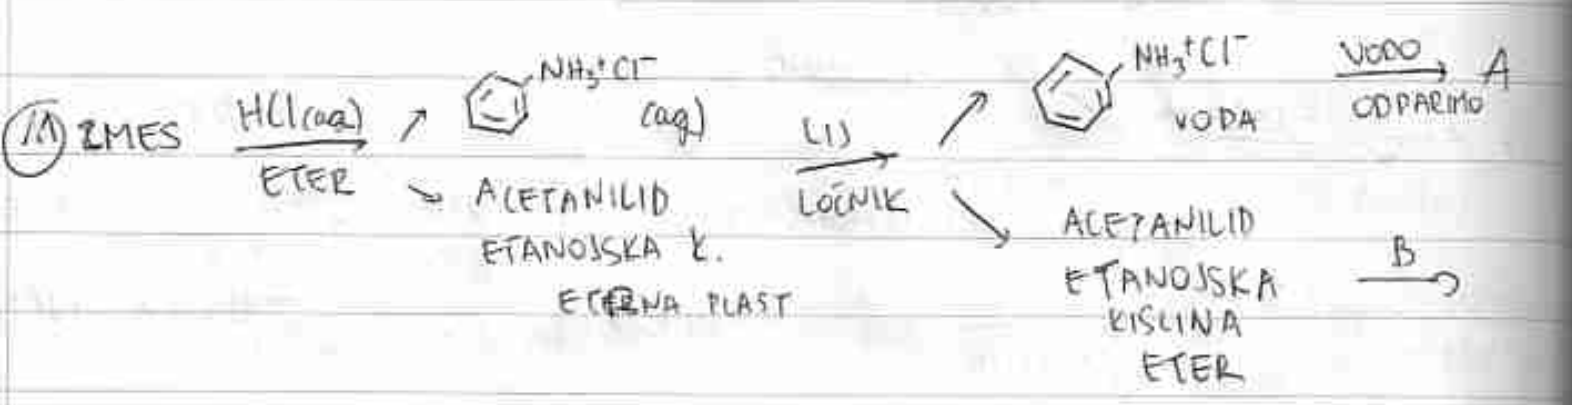 11 ZMES HCl(aq) ETER
NH₃⁺Cl⁻ (aq)
ACETANILID
ETANOJSKA K.
ETERNA PLAST
LIJ
LOČNIK
NH₃⁺Cl⁻
VODA
VODO
ODPARIMO
A
ACETANILID
ETANOJSKA
KISLINA
ETER
B